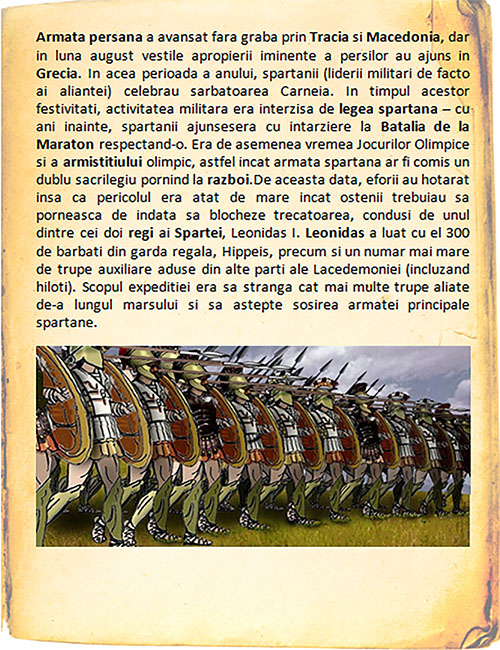 Armata persana a avansat fara graba prin Tracia si Macedonia, dar
in luna august vestile apropierii iminente a persilor au ajuns in
Grecia. In acea perioada a anului, spartanii (liderii militari de facto
ai aliantei) celebrau sarbatoarea Carneia. In timpul acestor
festivitati, activitatea militara era interzisa de legea spartana – cu
ani inainte, spartanii ajunsesera cu intarziere la Batalia de la
Maraton respectand-o. Era de asemenea vremea Jocurilor Olimpice
si a armistitiului olimpic, astfel incat armata spartana ar fi comis un
dublu sacrilegiu pornind la razboi.De aceasta data, eforii au hotarat
insa ca pericolul era atat de mare incat ostenii trebuiau sa
porneasca de indata sa blocheze trecatoarea, condusi de unul
dintre cei doi regi ai Spartei, Leonidas I. Leonidas a luat cu el 300
de barbati din garda regala, Hippeis, precum si un numar mai mare
de trupe auxiliare aduse din alte parti ale Lacedemoniei (incluzand
hiloti). Scopul expeditiei era sa stranga cat mai multe trupe aliate
de-a lungul marsului si sa astepte sosirea armatei principale
spartane.